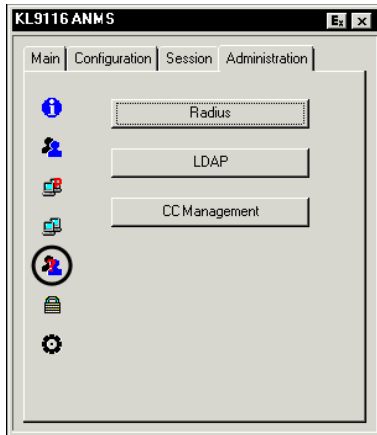 KL9116 ANMS Ex
Main Configuration Session Administration
Radius
LDAP
CC Management